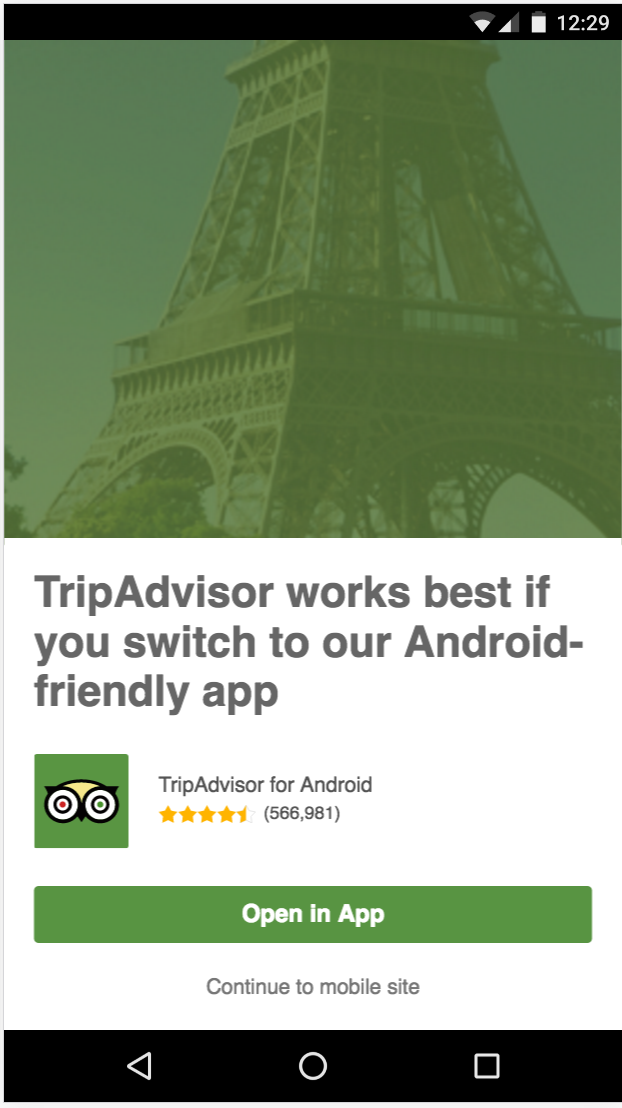 12:29
TripAdvisor works best if
you switch to our Android-
friendly app
TripAdvisor for Android
(566,981)
Open in App
Continue to mobile site